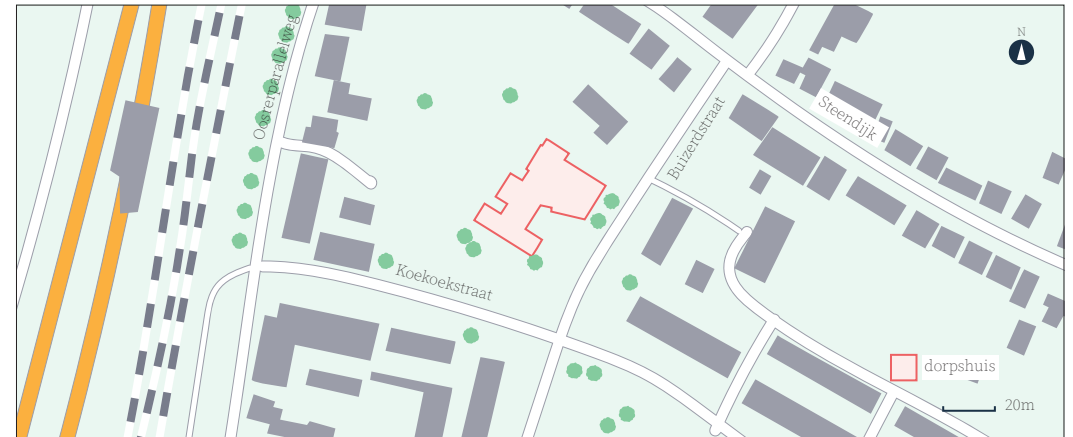 N
Oosterparallelweg
Steendijk
Buizerdstraat
Koekoekstraat
dorpshuis
20m